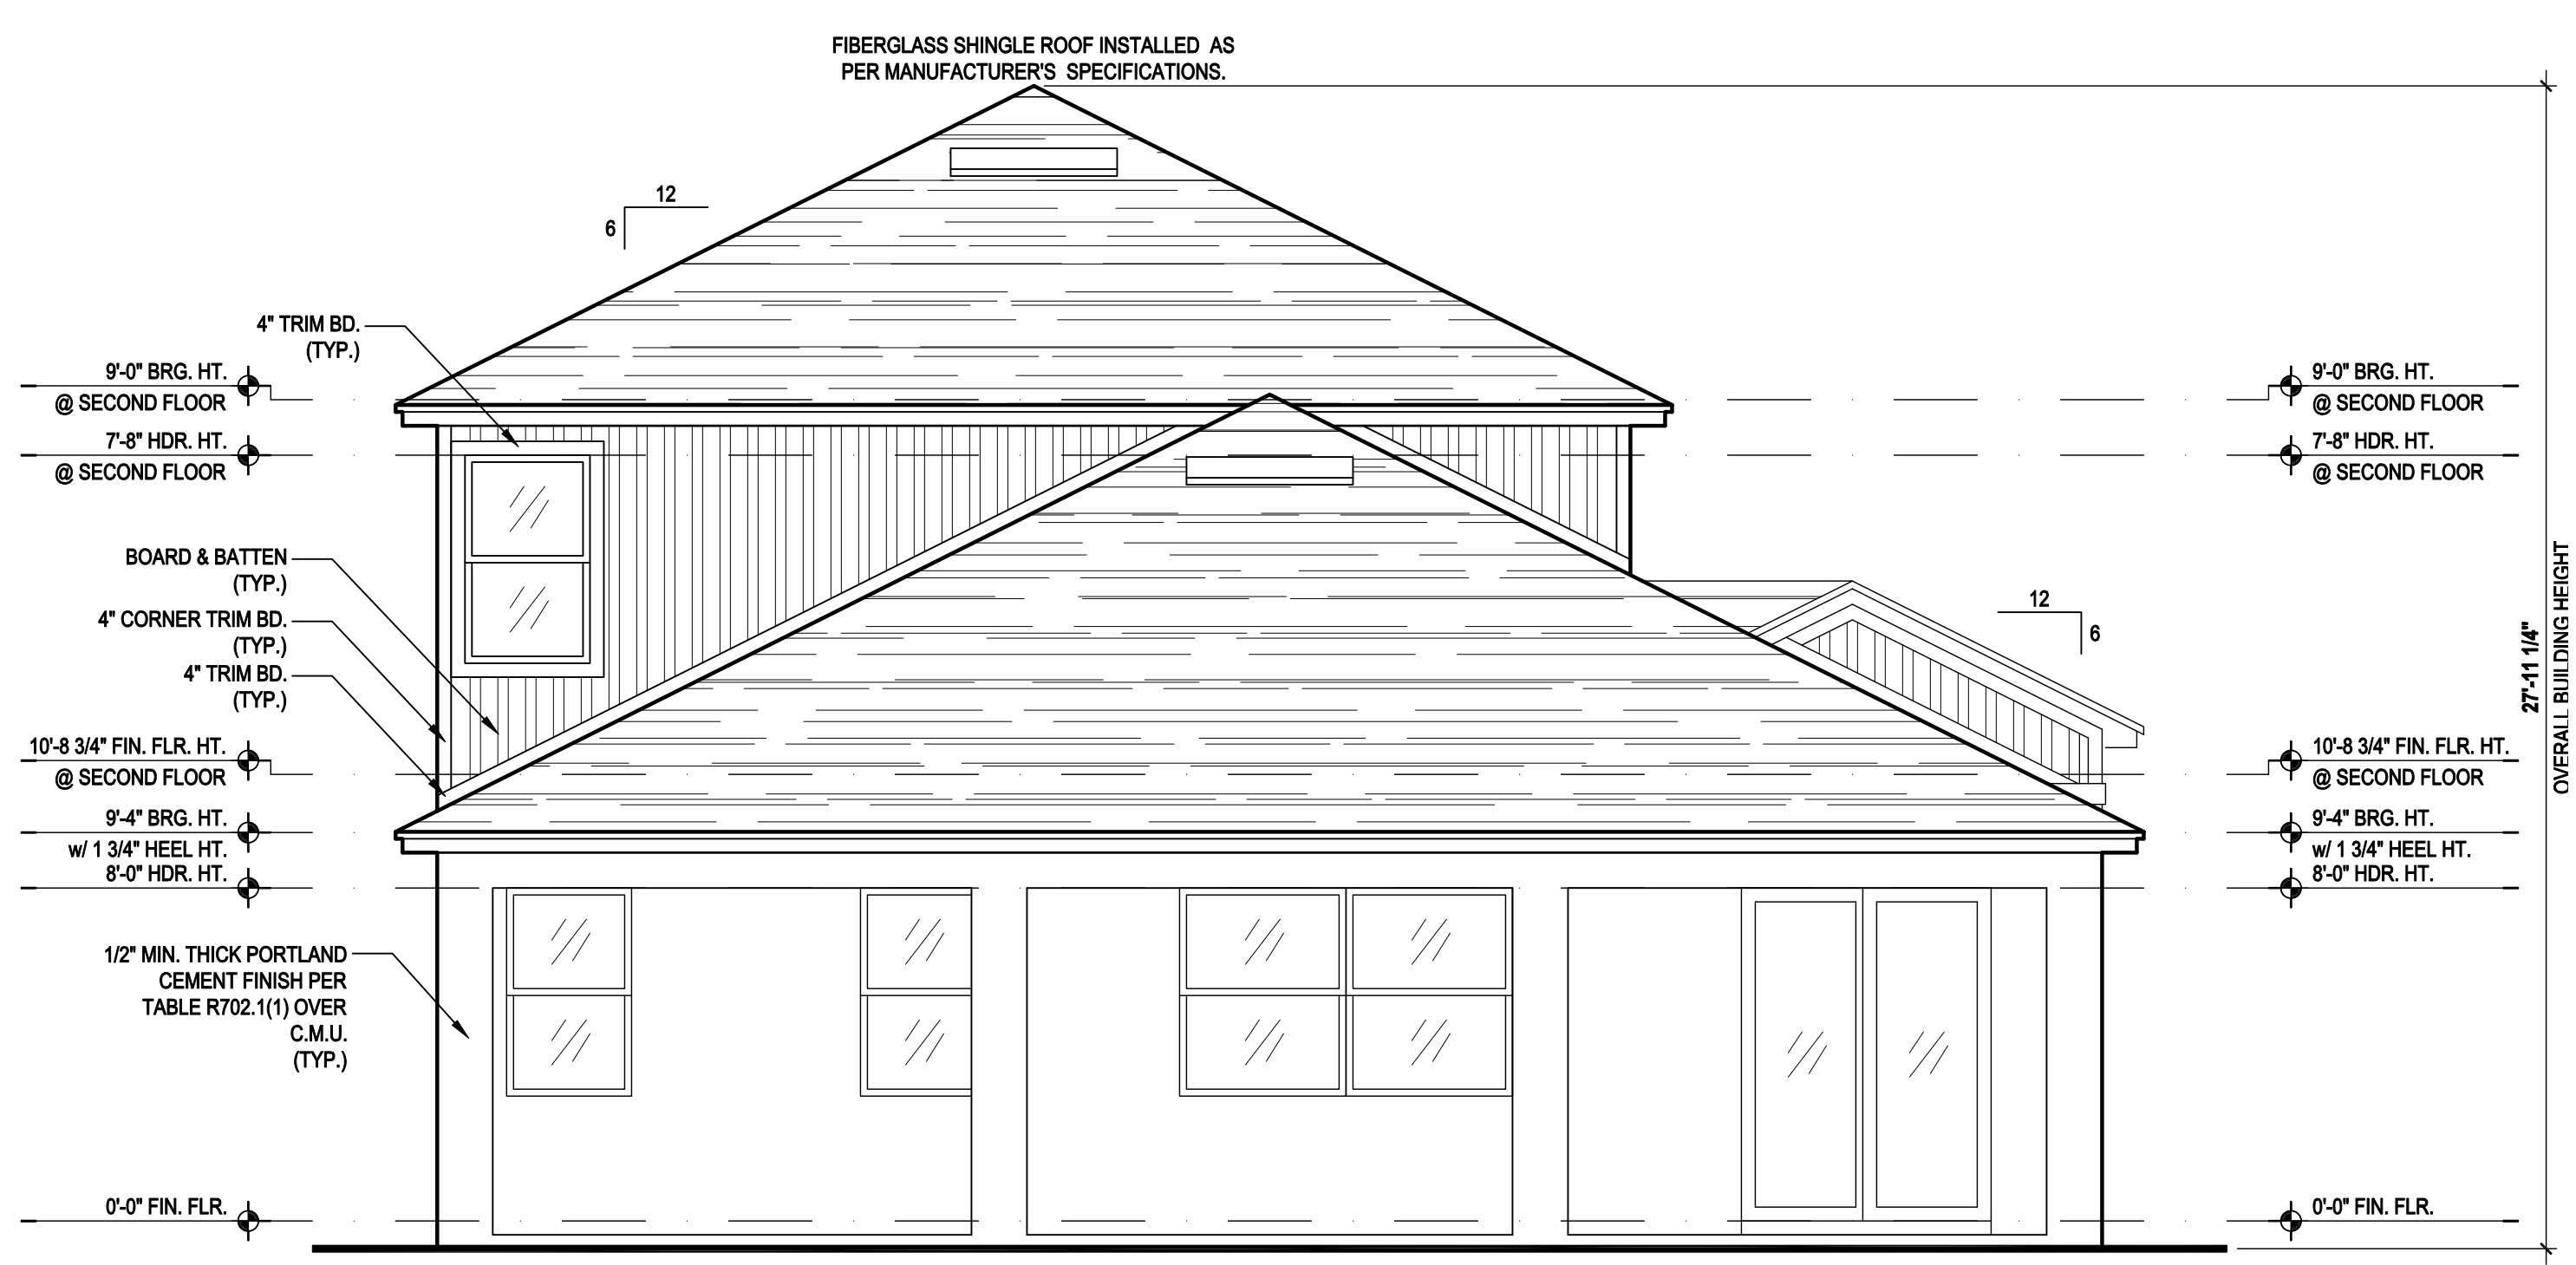 FIBERGLASS SHINGLE ROOF INSTALLED AS
PER MANUFACTURER'S SPECIFICATIONS.
12
6
4" TRIM BD.
(TYP.)
9'-0" BRG. HT.
@ SECOND FLOOR
7'-8" HDR. HT.
@ SECOND FLOOR
BOARD & BATTEN
(TYP.)
4" CORNER TRIM BD.
(TYP.)
4" TRIM BD.
(TYP.)
10'-8 3/4" FIN. FLR. HT.
@ SECOND FLOOR
9'-4" BRG. HT.
w/ 1 3/4" HEEL HT.
8'-0" HDR. HT.
1/2" MIN. THICK PORTLAND
CEMENT FINISH PER
TABLE R702.1(1) OVER
C.M.U.
(TYP.)
0'-0" FIN. FLR.
9'-0" BRG. HT.
@ SECOND FLOOR
7'-8" HDR. HT.
@ SECOND FLOOR
12
6
10'-8 3/4" FIN. FLR. HT.
@ SECOND FLOOR
9'-4" BRG. HT.
w/ 1 3/4" HEEL HT.
8'-0" HDR. HT.
0'-0" FIN. FLR.
27'-11 1/4"
OVERALL BUILDING HEIGHT